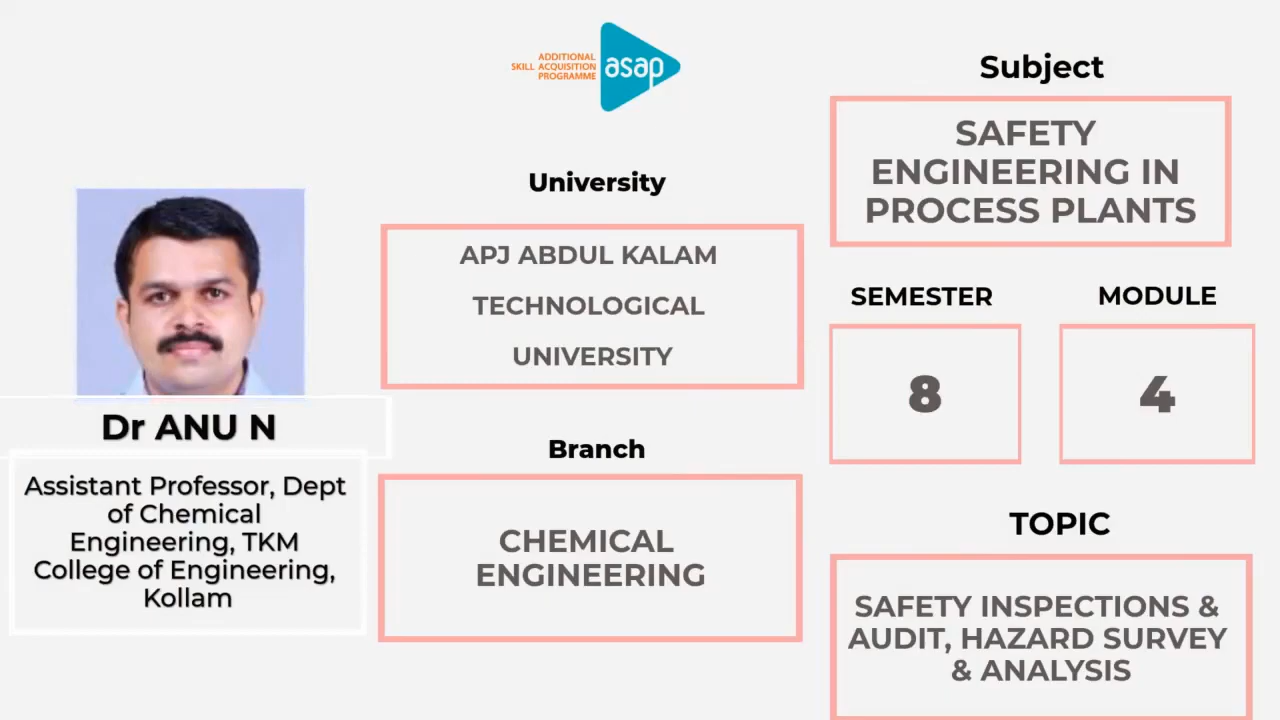 ADDITIONAL
SKILL ACQUISITION
PROGRAMME
asap
Dr ANU N
Assistant Professor, Dept
of Chemical
Engineering, TKM
College of Engineering,
Kollam
University
APJ ABDUL KALAM
TECHNOLOGICAL
UNIVERSITY
Branch
CHEMICAL
ENGINEERING
Subject
SAFETY
ENGINEERING IN
PROCESS PLANTS
SEMESTER
8
MODULE
4
TOPIC
SAFETY INSPECTIONS &
AUDIT, HAZARD SURVEY
& ANALYSIS